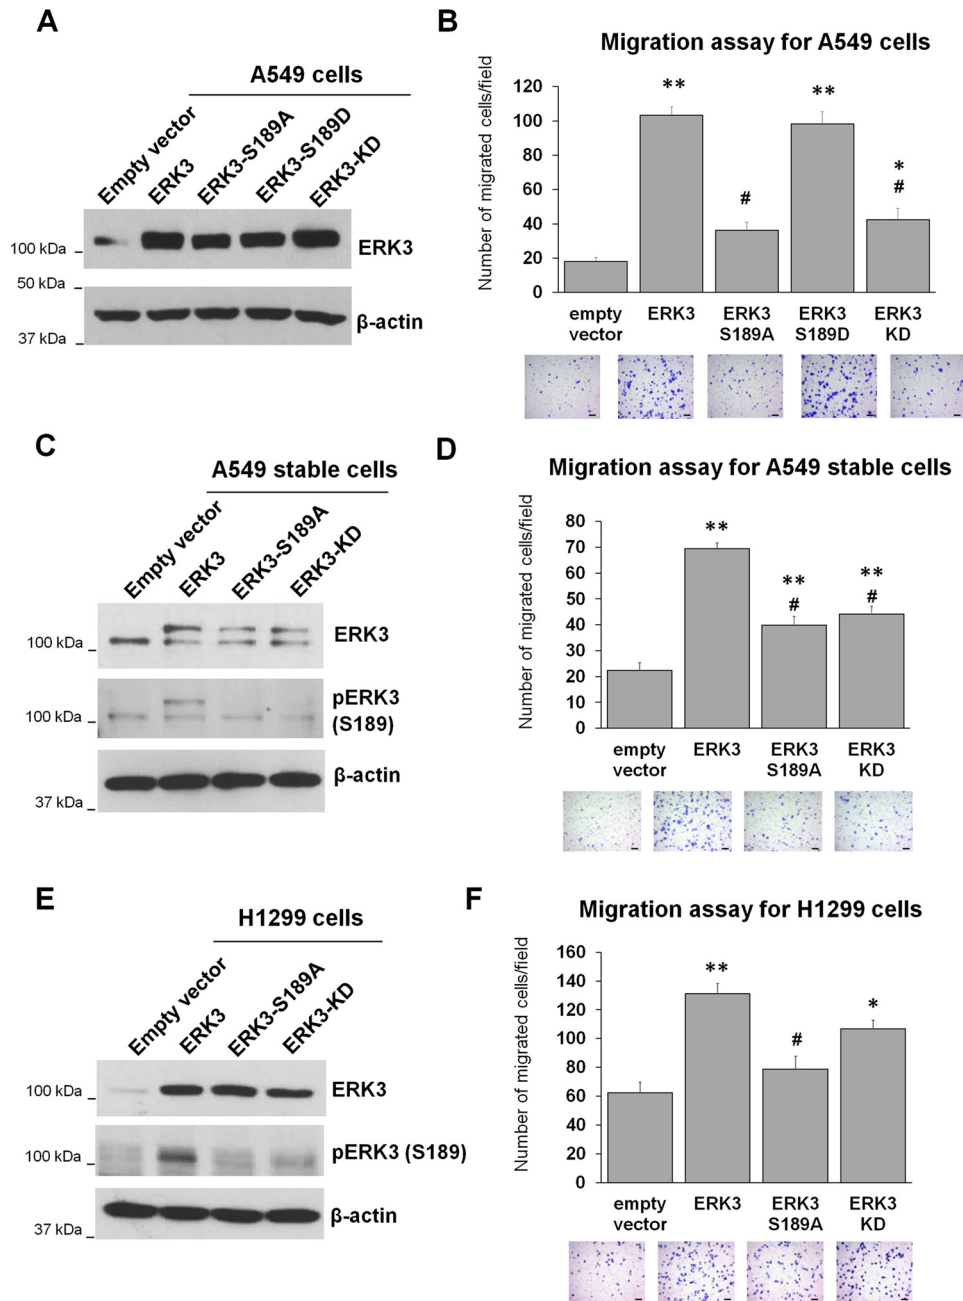 A
A549 cells
Empty vector
ERK3
ERK3-S189A
ERK3-S189D
ERK3-KD
100 kDa
ERK3
50 kDa
β-actin
37 kDa
B
Migration assay for A549 cells
Number of migrated cells/field
120
100
80
60
40
20
0
**
#
**
*
#
empty vector
ERK3
ERK3 S189A
ERK3 S189D
ERK3 KD
C
A549 stable cells
Empty vector
ERK3
ERK3-S189A
ERK3-KD
100 kDa
ERK3
100 kDa
pERK3
(S189)
β-actin
37 kDa
D
Migration assay for A549 stable cells
Number of migrated cells/field
80
70
60
50
40
30
20
10
0
**
**
#
**
#
empty vector
ERK3
ERK3 S189A
ERK3 KD
E
H1299 cells
Empty vector
ERK3
ERK3-S189A
ERK3-KD
100 kDa
ERK3
100 kDa
pERK3 (S189)
β-actin
37 kDa
F
Migration assay for H1299 cells
Number of migrated cells/field
160
140
120
100
80
60
40
20
0
**
#
*
empty vector
ERK3
ERK3 S189A
ERK3 KD